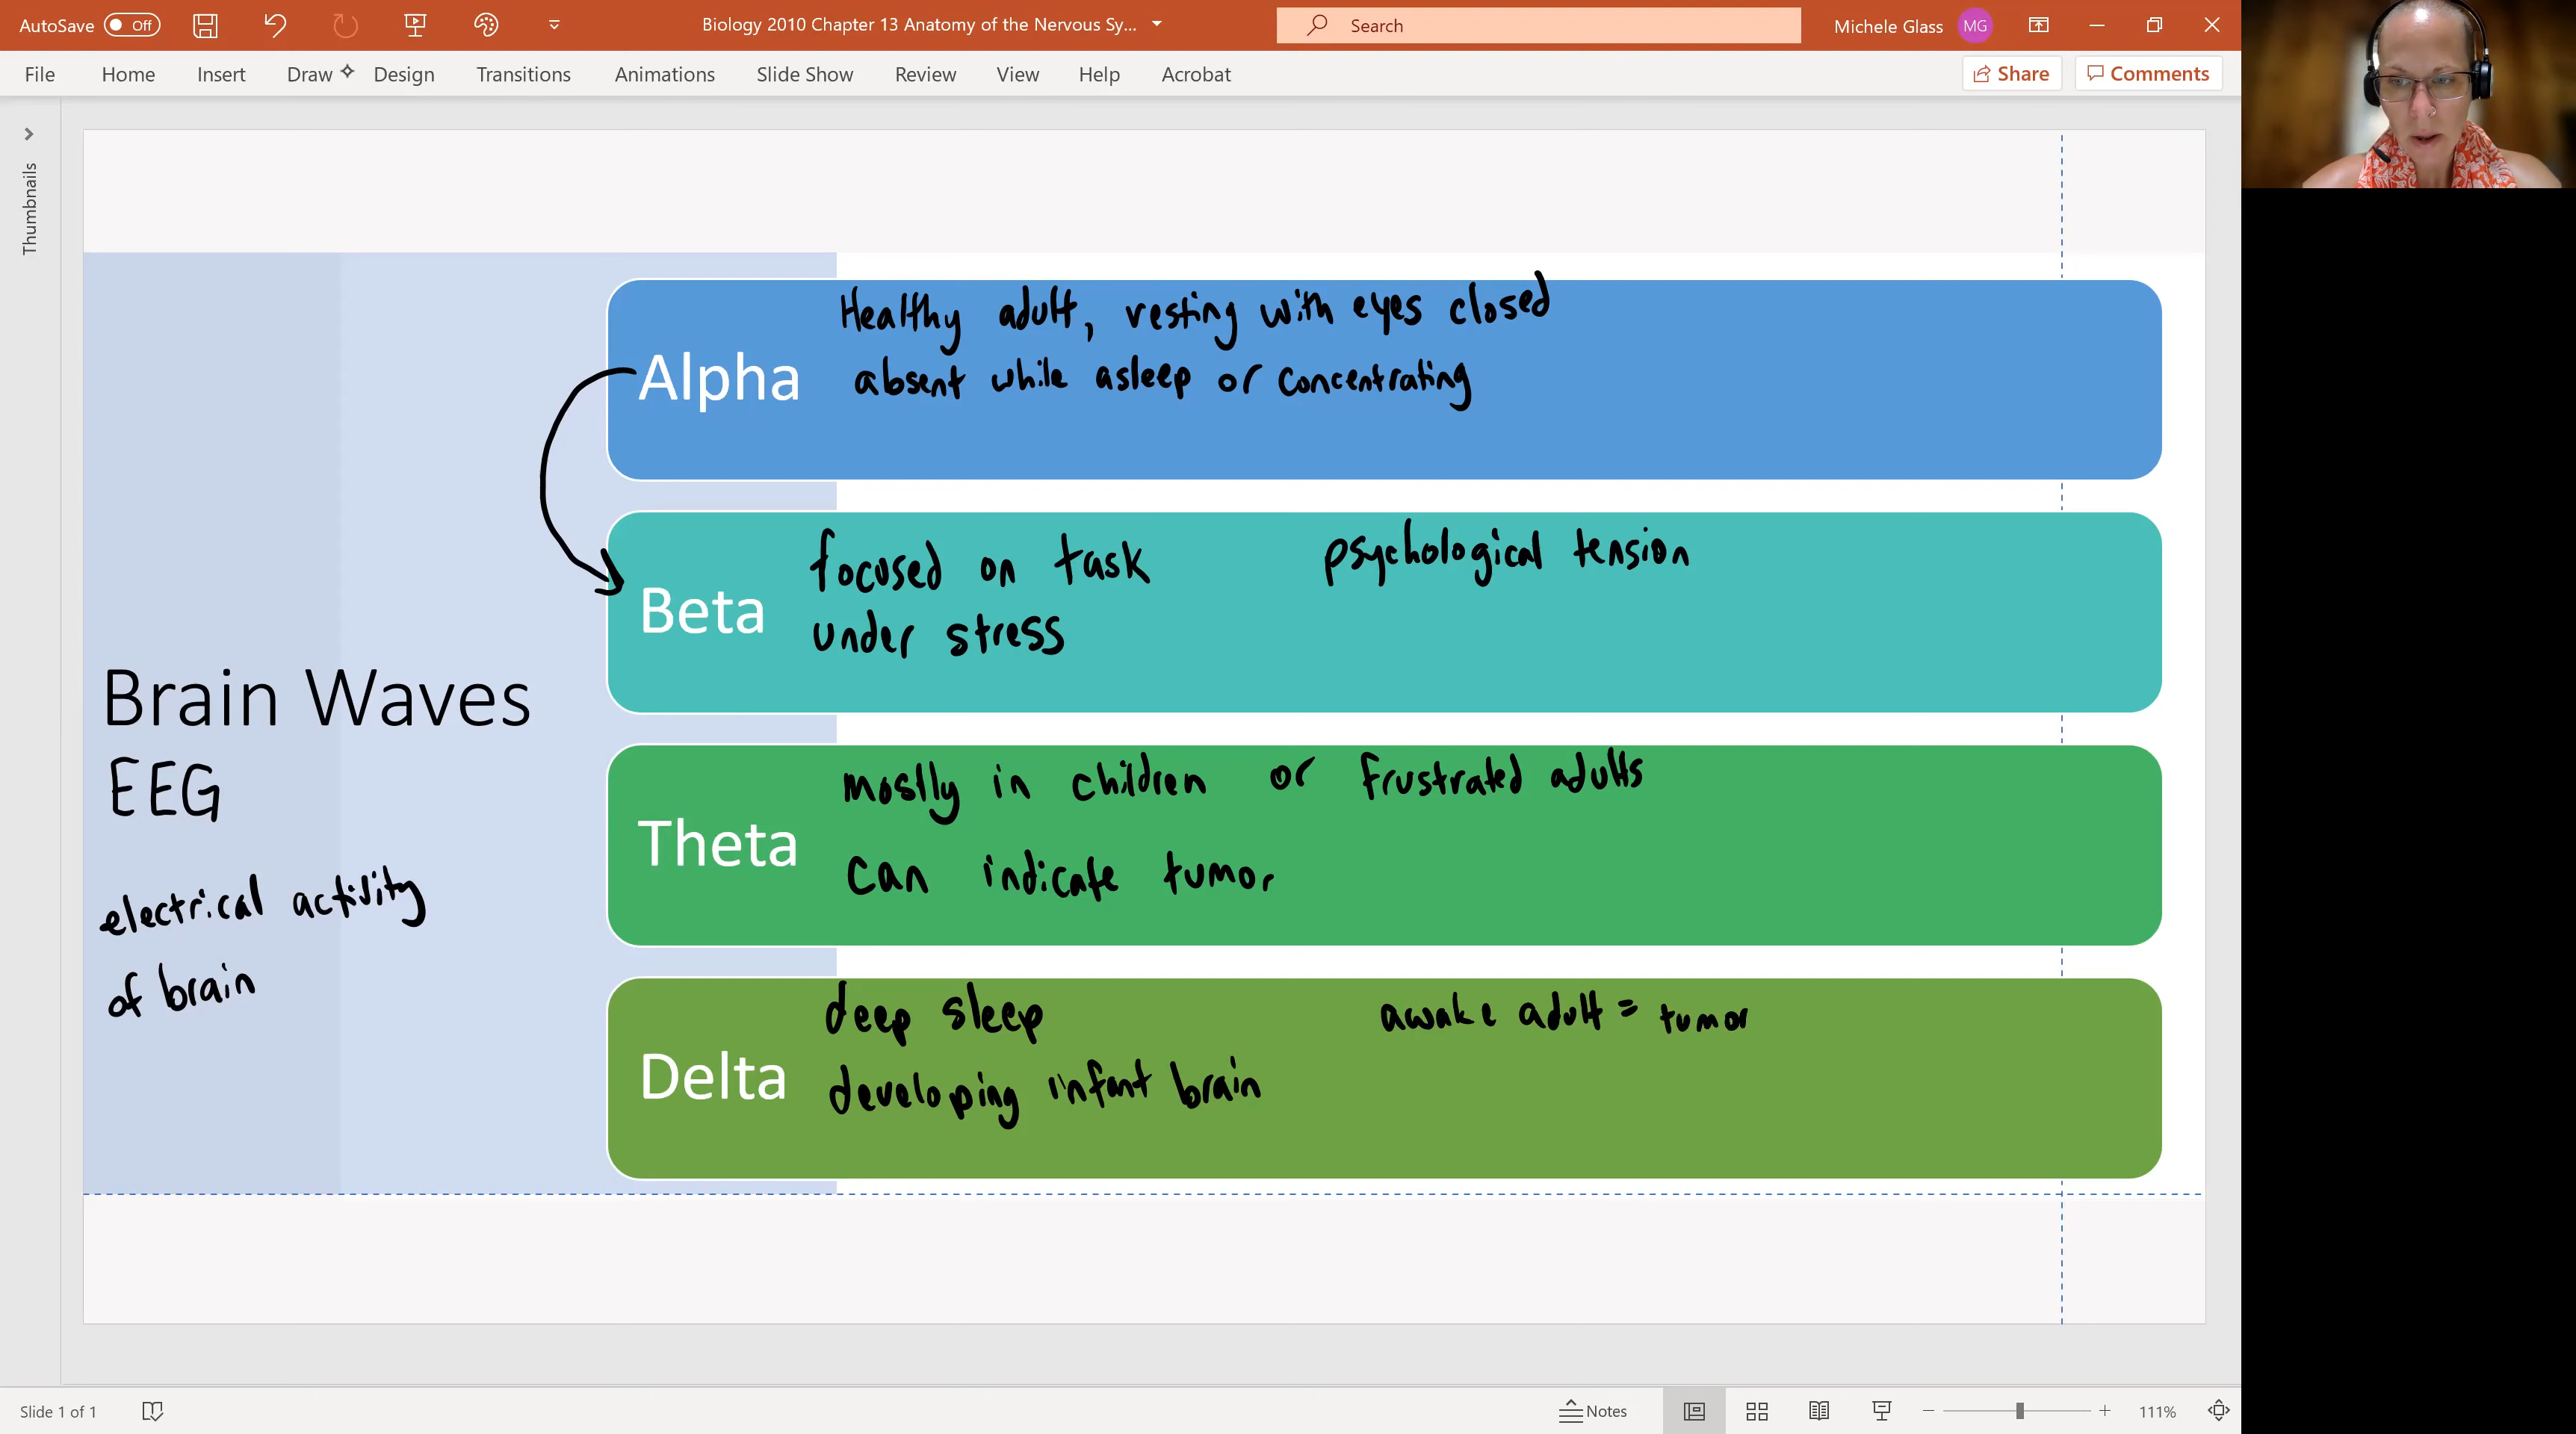 AutoSave Off
Biology 2010 Chapter 13 Anatomy of the Nervous Sy...
Search
Michele Glass MG
File Home Insert Draw Design Transitions Animations Slide Show Review View Help Acrobat
Share Comments
Thumbnails
Healthy adult, resting with eyes closed
Alpha absent while asleep or concentrating
focused on task psychological tension
Beta under stress
Brain Waves
EEG
electrical activity
of brain
mostly in children or frustrated adults
Theta can indicate tumor
deep sleep awake adult = tumor
Delta developing infant brain
Slide 1 of 1
Notes
111%